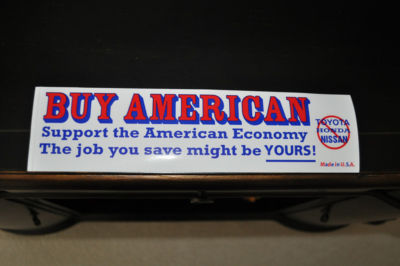 BUY AMERICAN
Support the American Economy
The job you save might be YOURS!
TOYOTA
HONDA
NISSAN
Made in U.S.A.